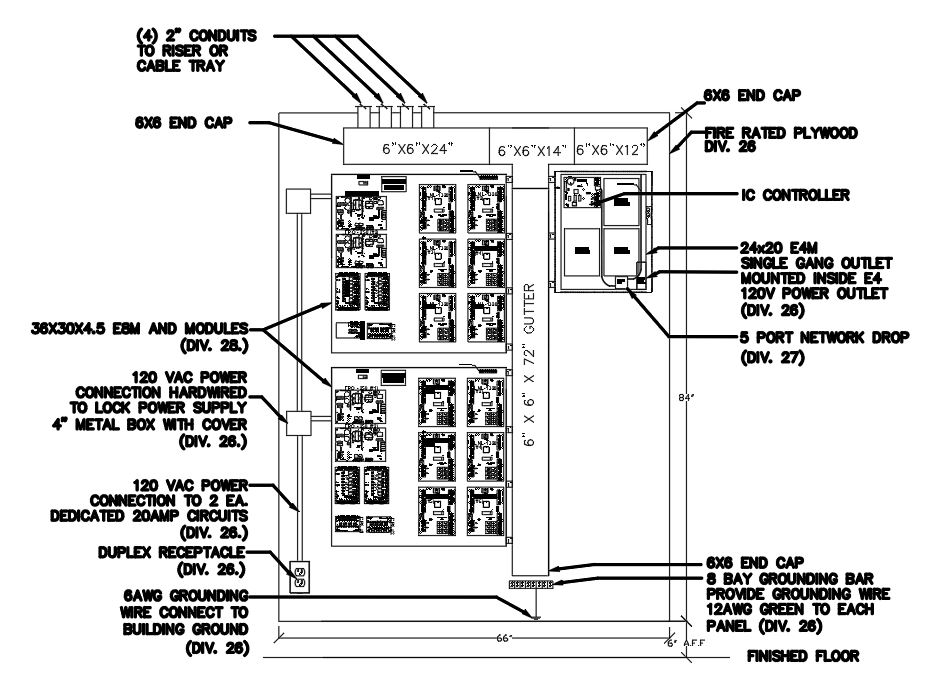 (4) 2" CONDUITS
TO RISER OR
CABLE TRAY
6X6 END CAP
6X6 END CAP
FIRE RATED PLYWOOD
DIV. 26
6"X6"X24"
6"X6"X14"
6"X6"X12"
IC CONTROLLER
24x20 E4M
SINGLE GANG OUTLET
MOUNTED INSIDE E4
120V POWER OUTLET
(DIV. 26)
5 PORT NETWORK DROP
(DIV. 27)
36X30X4.5 E8M AND MODULES
(DIV. 28.)
6" X 6" X 72" GUTTER
84"
120 VAC POWER
CONNECTION HARDWIRED
TO LOCK POWER SUPPLY
4" METAL BOX WITH COVER
(DIV. 26.)
120 VAC POWER
CONNECTION TO 2 EA.
DEDICATED 20AMP CIRCUITS
(DIV. 26.)
DUPLEX RECEPTACLE
(DIV. 26.)
6AWG GROUNDING
WIRE CONNECT TO
BUILDING GROUND
(DIV. 26)
6X6 END CAP
8 BAY GROUNDING BAR
PROVIDE GROUNDING WIRE
12AWG GREEN TO EACH
PANEL (DIV. 26)
66"
6" A.F.F
FINISHED FLOOR